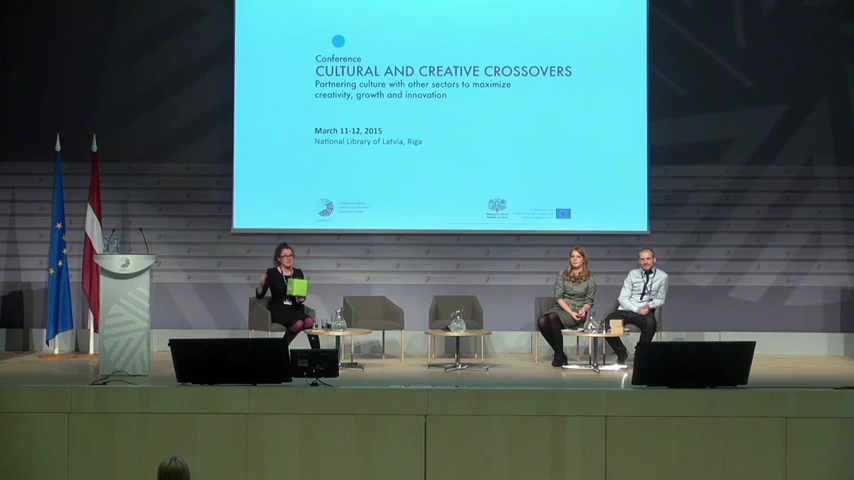 Conference
CULTURAL AND CREATIVE CROSSOVERS
Partnering culture with other sectors to maximize
creativity, growth and innovation
March 11-12, 2015
National Library of Latvia, Riga